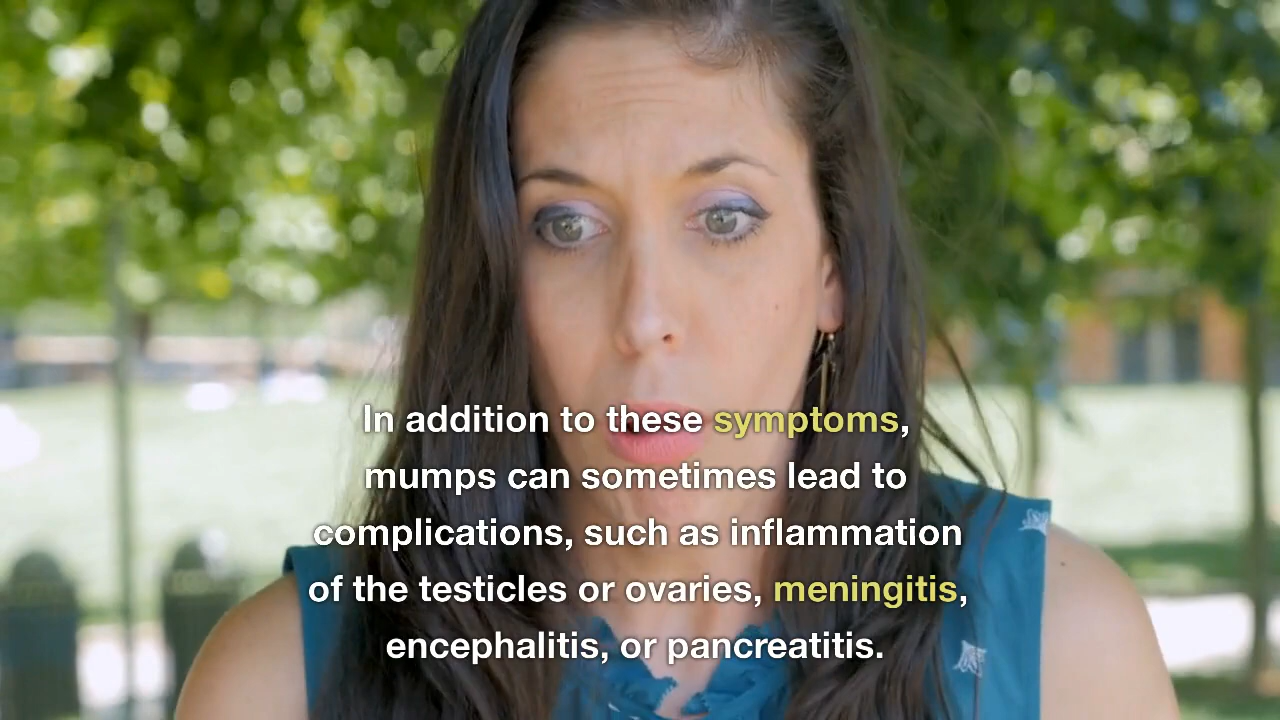 In addition to these symptoms,
mumps can sometimes lead to
complications, such as inflammation
of the testicles or ovaries, meningitis,
encephalitis, or pancreatitis.